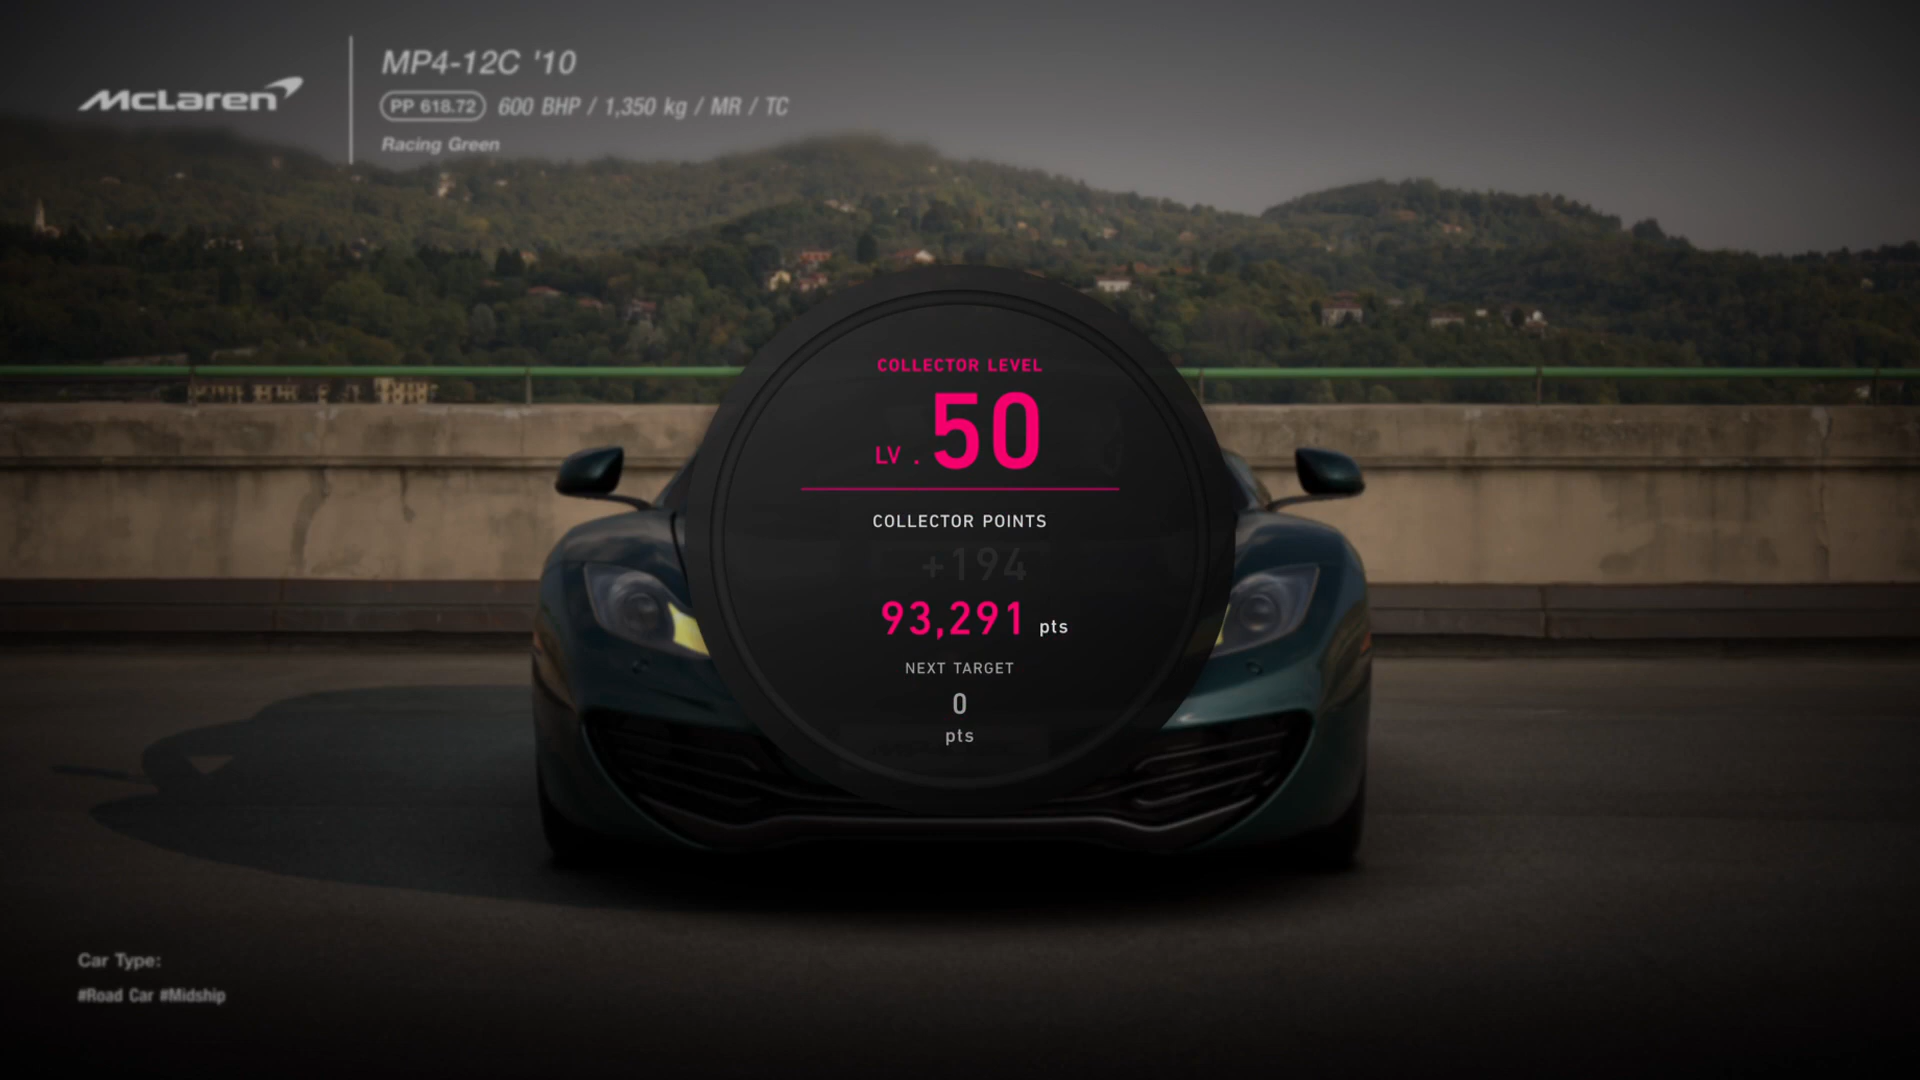 McLaren
MP4-12C '10
PP 618.72 600 BHP / 1,350 kg / MR / TC
Racing Green
COLLECTOR LEVEL
LV . 50
COLLECTOR POINTS
+194
93,291 pts
NEXT TARGET
0
pts
Car Type:
#Road Car #Midship